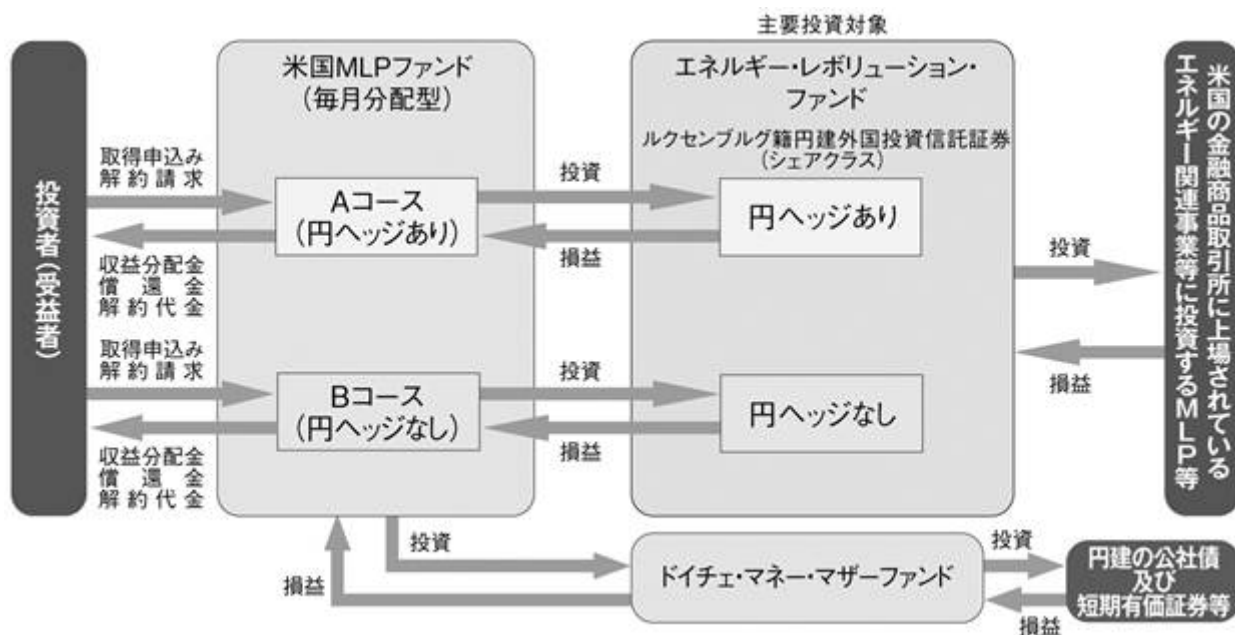 主要投資対象
投資者(受益者)
取得申込み
解約請求
収益分配金
償還金
解約代金
取得申込み
解約請求
収益分配金
償還金
解約代金
米国MLPファンド
(毎月分配型)
Aコース
(円ヘッジあり)
Bコース
(円ヘッジなし)
投資
損益
投資
損益
エネルギー・レボリューション・
ファンド
ルクセンブルグ籍円建外国投資信託証券
(シェアクラス)
円ヘッジあり
円ヘッジなし
投資
損益
米国の金融商品取引所に上場されている
エネルギー関連事業等に投資するMLP等
投資
損益
ドイチェ・マネー・マザーファンド
投資
損益
円建の公社債
及び
短期有価証券等